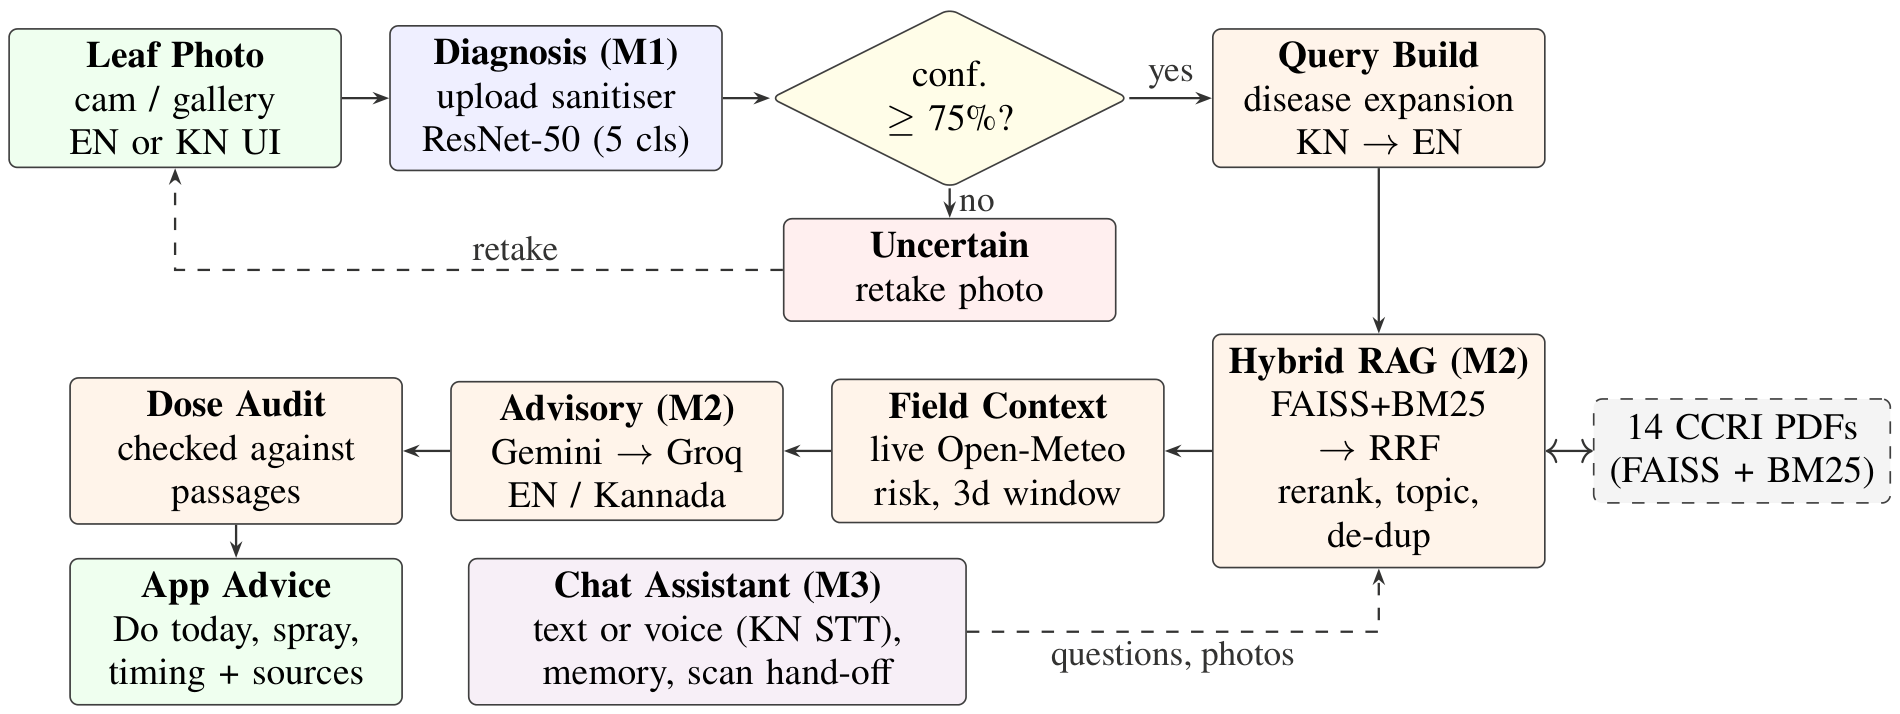 Leaf Photo
cam / gallery
EN or KN UI
Diagnosis (M1)
upload sanitiser
ResNet-50 (5 cls)
conf.
≥ 75%?
yes
Query Build
disease expansion
KN → EN
no
Uncertain
retake photo
retake
Hybrid RAG (M2)
FAISS+BM25
→ RRF
rerank, topic,
de-dup
14 CCRI PDFs
(FAISS + BM25)
Field Context
live Open-Meteo
risk, 3d window
Advisory (M2)
Gemini → Groq
EN / Kannada
Dose Audit
checked against
passages
App Advice
Do today, spray,
timing + sources
Chat Assistant (M3)
text or voice (KN STT),
memory, scan hand-off
questions, photos